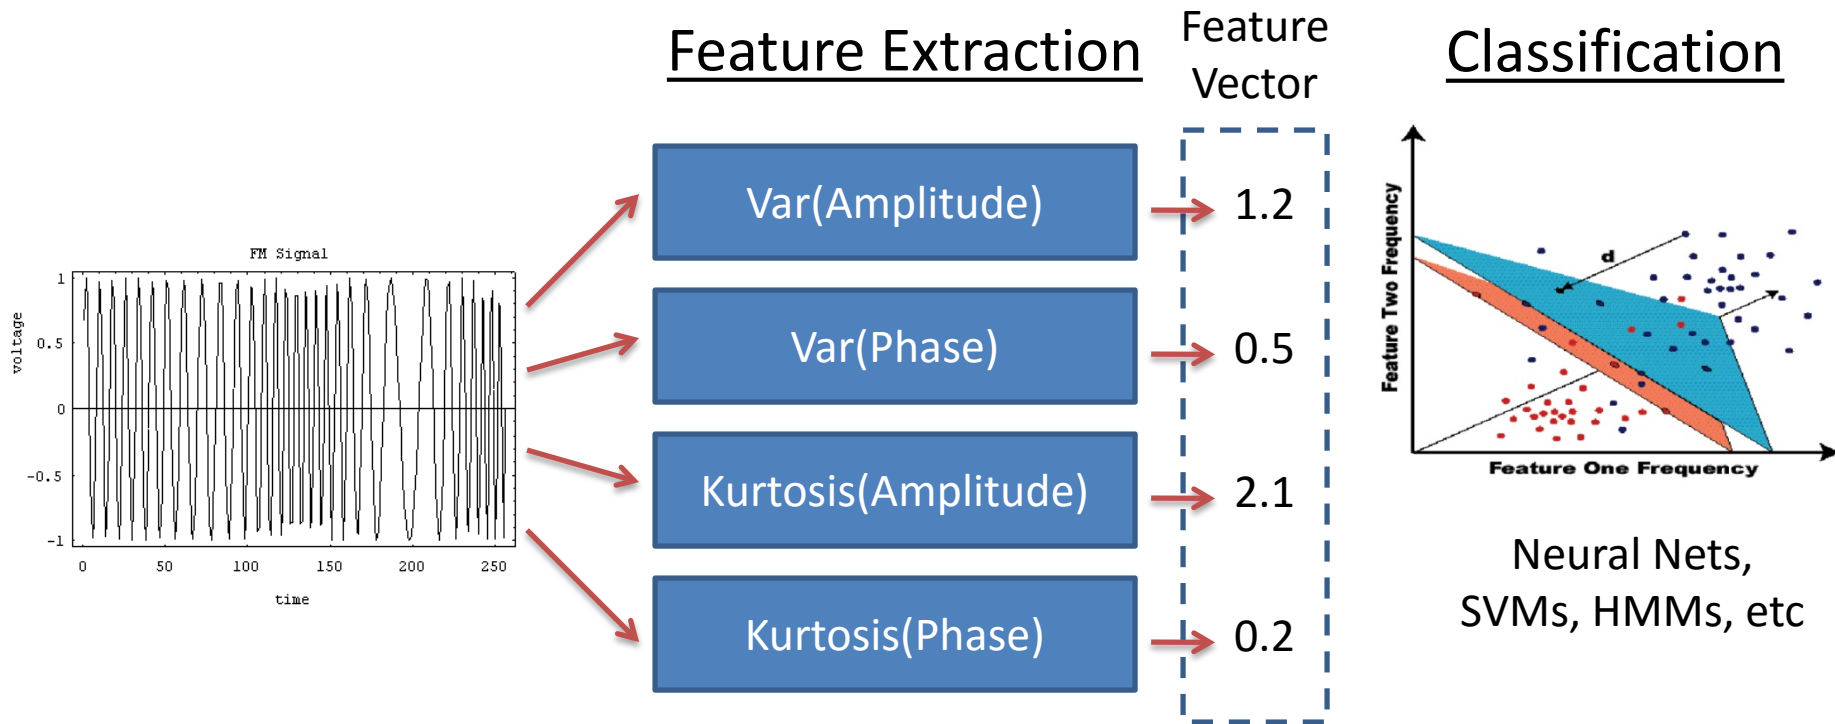 Feature Extraction
Feature
Vector
Classification
FM Signal
voltage
1
0.5
0
-0.5
-1
0 50 100 150 200 250
time
Var(Amplitude)
Var(Phase)
Kurtosis(Amplitude)
Kurtosis(Phase)
1.2
0.5
2.1
0.2
Feature Two Frequency
d
Feature One Frequency
Neural Nets,
SVMs, HMMs, etc